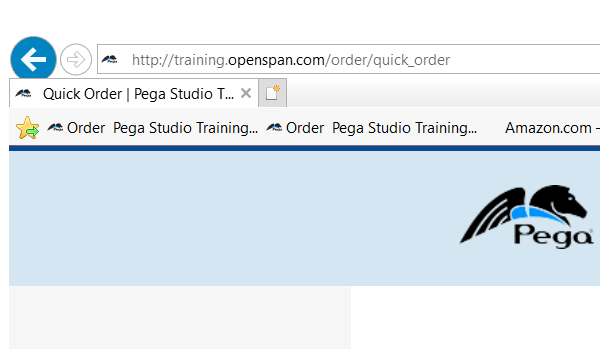 http://training.openspan.com/order/quick_order
Quick Order | Pega Studio T...
Order Pega Studio Training... Order Pega Studio Training... Amazon.com -
Pega